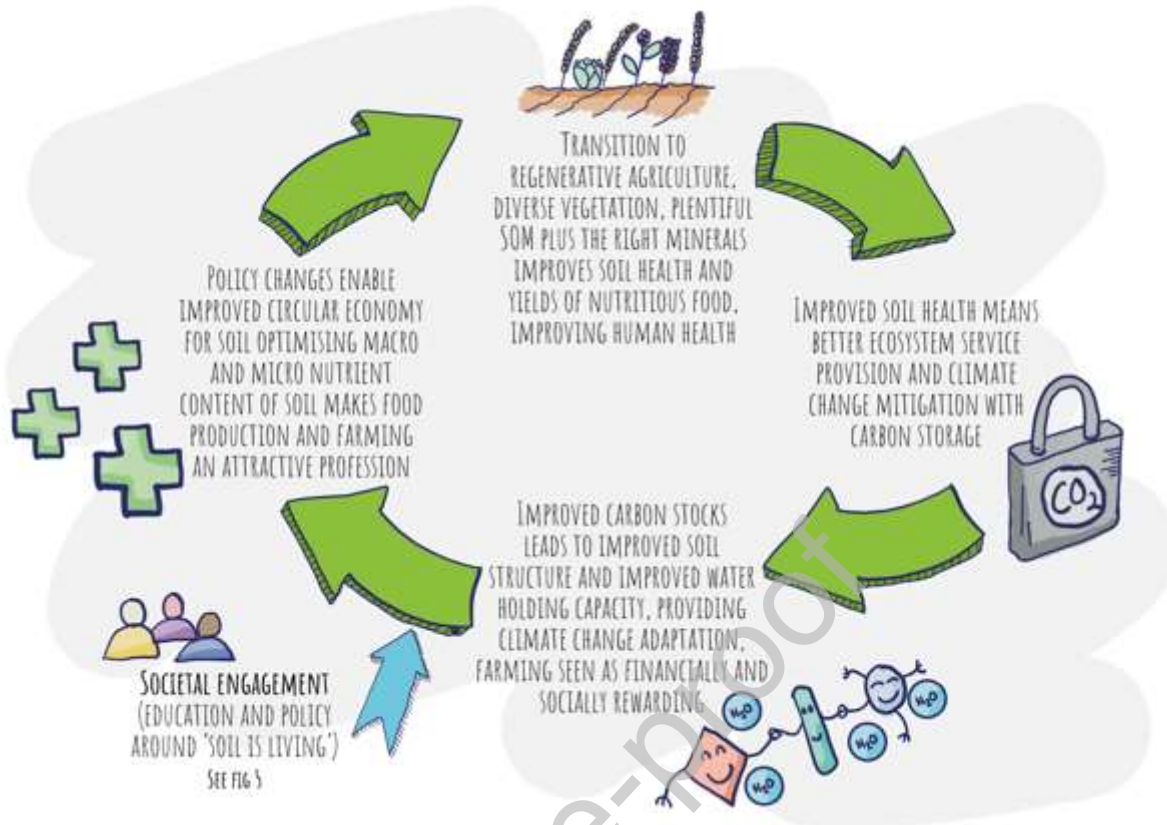 TRANSITION TO
REGENERATIVE AGRICULTURE,
DIVERSE VEGETATION, PLENTIFUL
SOM PLUS THE RIGHT MINERALS
IMPROVES SOIL HEALTH AND
YIELDS OF NUTRITIOUS FOOD,
IMPROVING HUMAN HEALTH
IMPROVED SOIL HEALTH MEANS
BETTER ECOSYSTEM SERVICE
PROVISION AND CLIMATE
CHANGE MITIGATION WITH
CARBON STORAGE
CO2
IMPROVED CARBON STOCKS
LEADS TO IMPROVED SOIL
STRUCTURE AND IMPROVED WATER
HOLDING CAPACITY, PROVIDING
CLIMATE CHANGE ADAPTATION,
FARMING SEEN AS FINANCIALLY AND
SOCIALLY REWARDING
H2O
H2O
H2O
H2O
SOCIETAL ENGAGEMENT
(EDUCATION AND POLICY
AROUND 'SOIL IS LIVING')
SEE FIG 5
POLICY CHANGES ENABLE
IMPROVED CIRCULAR ECONOMY
FOR SOIL OPTIMISING MACRO
AND MICRO NUTRIENT
CONTENT OF SOIL MAKES FOOD
PRODUCTION AND FARMING
AN ATTRACTIVE PROFESSION
e-proof